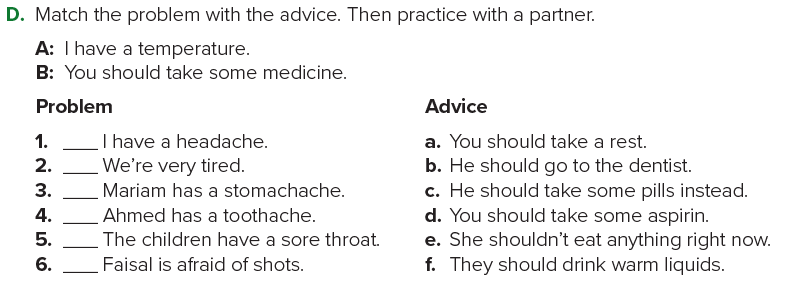 D. Match the problem with the advice. Then practice with a partner.
A: I have a temperature.
B: You should take some medicine.
Problem
1. ____ I have a headache.
2. ____ We're very tired.
3. ____ Mariam has a stomachache.
4. ____ Ahmed has a toothache.
5. ____ The children have a sore throat.
6. ____ Faisal is afraid of shots.
Advice
a. You should take a rest.
b. He should go to the dentist.
c. He should take some pills instead.
d. You should take some aspirin.
e. She shouldn't eat anything right now.
f. They should drink warm liquids.